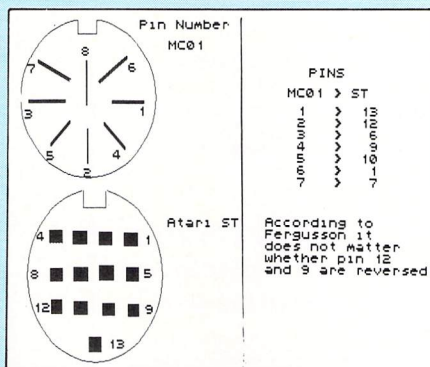 Pin Number
MC01
8
7
6
3
1
5
4
2
Atari ST
4
1
8
5
12
9
13
PINS
MC01 > ST
1 > 13
2 > 12
3 > 6
4 > 9
5 > 10
6 > 1
7 > 7
According to
Fergusson it
does not matter
whether pin 12
and 9 are reversed